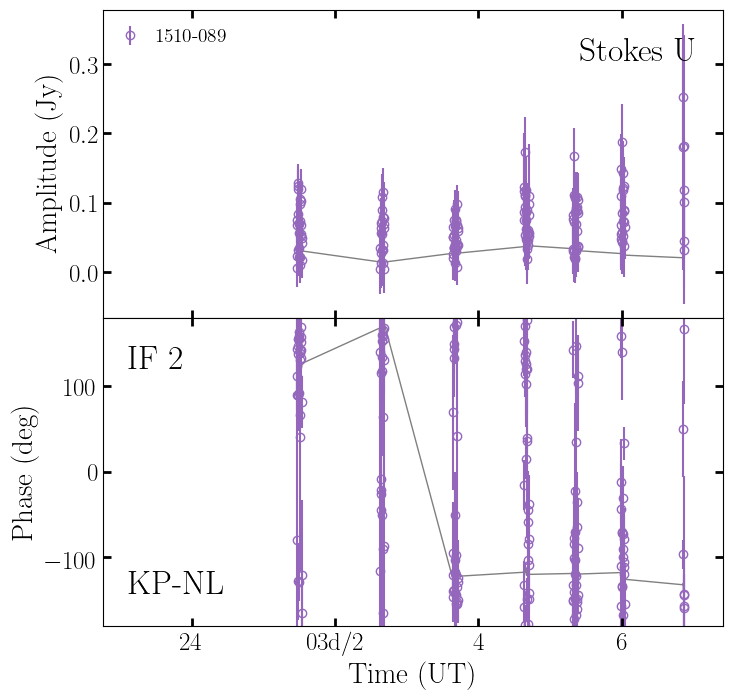 1510-089
Stokes U
Amplitude (Jy)
0.3
0.2
0.1
0.0
IF 2
KP-NL
Phase (deg)
100
0
−100
24 03d/2 4 6
Time (UT)